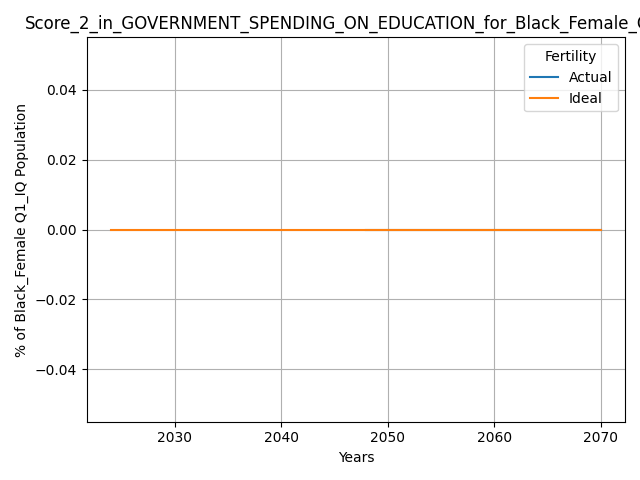 Score_2_in_GOVERNMENT_SPENDING_ON_EDUCATION_for_Black_Female_
Fertility
Actual
Ideal
0.04
0.02
0.00
−0.02
−0.04
% of Black_Female Q1_IQ Population
2030
2040
2050
2060
2070
Years